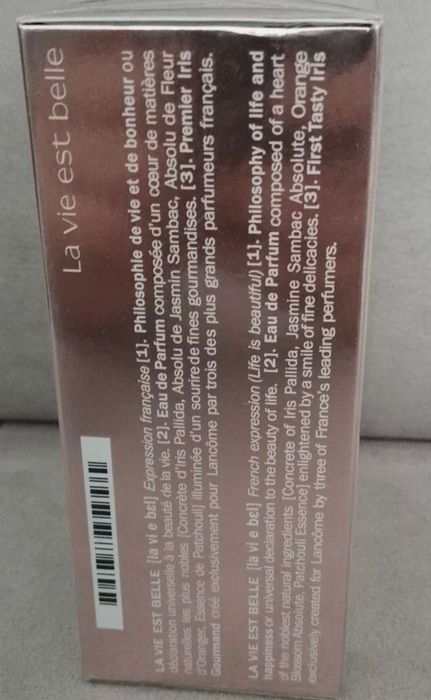 La vie est belle
LA VIE EST BELLE [la vi e bɛl] Expression française [1]. Philosophie de vie et de bonheur ou
déclaration universelle à la beauté de la vie. [2]. Eau de Parfum composée d'un cœur de matières
naturelles les plus nobles [Concrète d'Iris Pallida, Absolu de Jasmin Sambac, Absolu de Fleur
d'Oranger, Essence de Patchouli] illuminée d'un sourire de fines gourmandises. [3]. Premier Iris
Gourmand créé exclusivement pour Lancôme par trois des plus grands parfumeurs français.
LA VIE EST BELLE [la vi e bɛl] French expression (Life is beautiful) [1]. Philosophy of life and
happiness or universal declaration to the beauty of life. [2]. Eau de Parfum composed of a heart
of the noblest natural ingredients [Concrete of Iris Pallida, Jasmine Sambac Absolute, Orange
Blossom Absolute, Patchouli Essence] enlightened by a smile of fine delicacies. [3]. First Tasty Iris
exclusively created for Lancôme by three of France's leading perfumers.